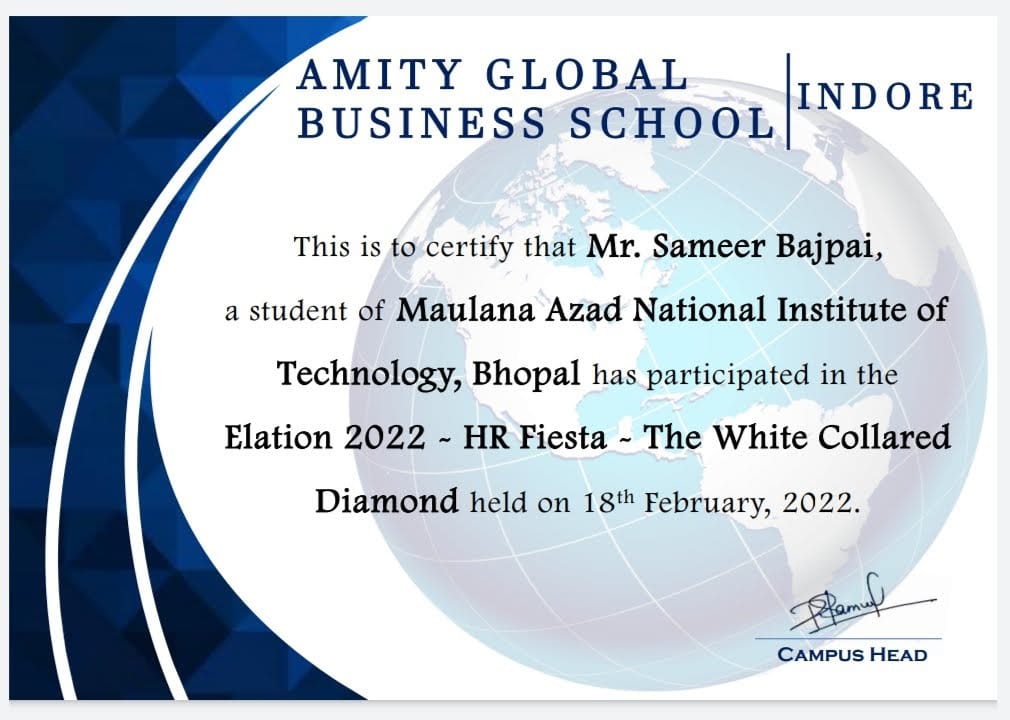 AMITY GLOBAL
BUSINESS SCHOOL
INDORE
This is to certify that Mr. Sameer Bajpai,
a student of Maulana Azad National Institute of
Technology, Bhopal has participated in the
Elation 2022 - HR Fiesta - The White Collared
Diamond held on 18th February, 2022.
CAMPUS HEAD